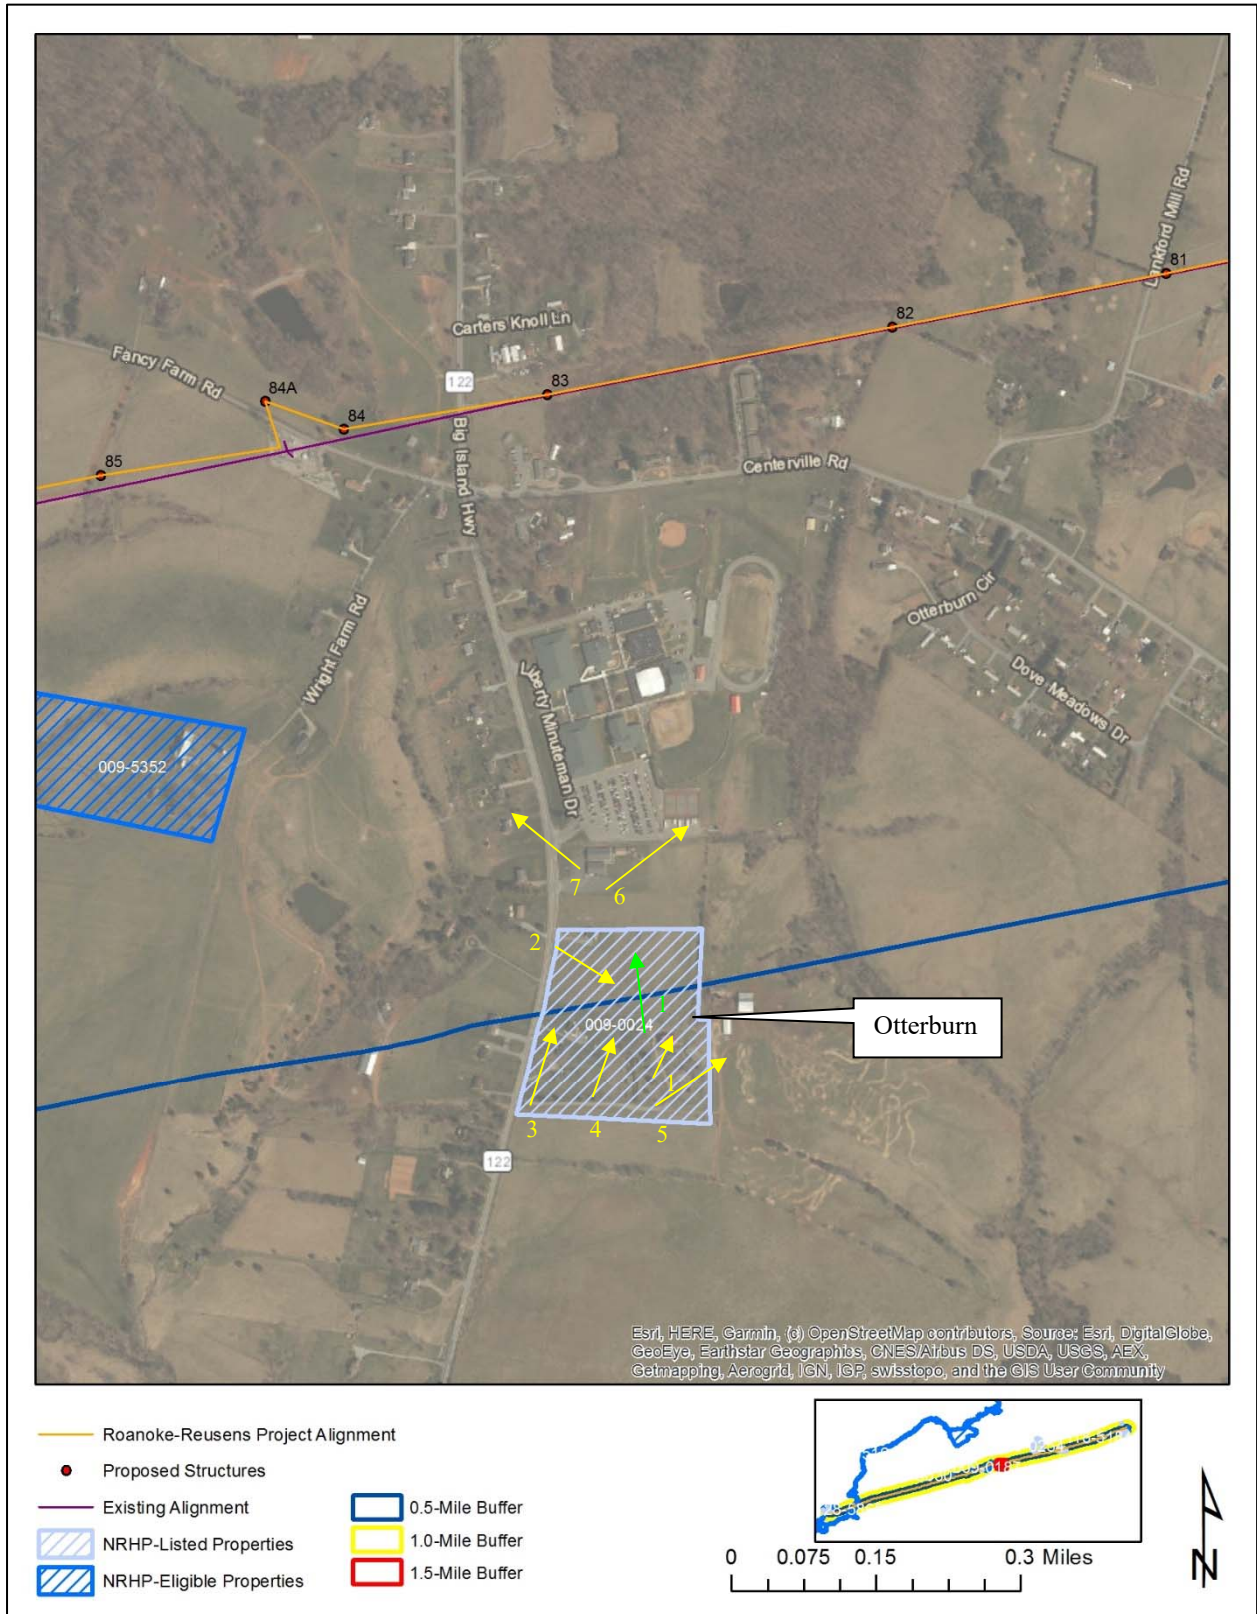 Lankford Mill Rd
81
82
Carters Knoll Ln
Fancy Farm Rd
122
83
84A
84
Big Island Hwy
85
Centerville Rd
Wright Farm Rd
Otterburn Cir
Liberty Minuteman Dr
Dove Meadows Dr
009-5352
7
6
2
1
009-0024
Otterburn
1
3
4
5
122
Esri, HERE, Garmin, (c) OpenStreetMap contributors, Source: Esri, DigitalGlobe,
GeoEye, Earthstar Geographics, CNES/Airbus DS, USDA, USGS, AEX,
Getmapping, Aerogrid, IGN, IGP, swisstopo, and the GIS User Community
Roanoke-Reusens Project Alignment
Proposed Structures
Existing Alignment
NRHP-Listed Properties
NRHP-Eligible Properties
0.5-Mile Buffer
1.0-Mile Buffer
1.5-Mile Buffer
0 0.075 0.15 0.3 Miles
N